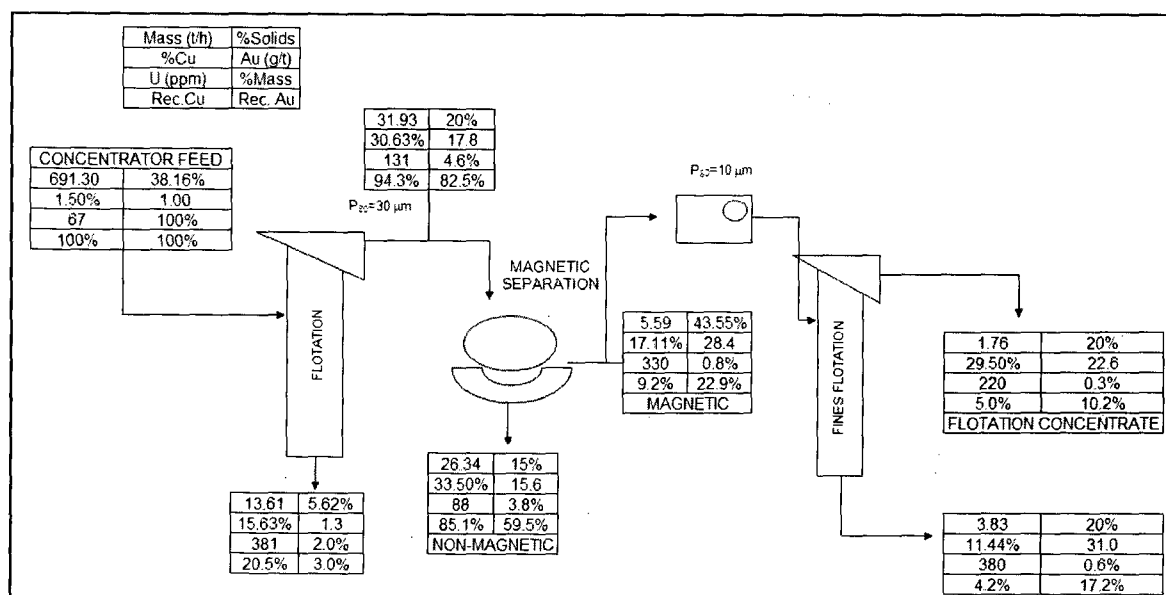 Mass (t/h) %Solids
%Cu Au (g/t)
U (ppm) %Mass
Rec.Cu Rec. Au
CONCENTRATOR FEED
691.30 38.16%
1.50% 1.00
67 100%
100% 100%
31.93 20%
30.63% 17.8
131 4.6%
94.3% 82.5%
P₈₀=30 µm
FLOTATION
13.61 5.62%
15.63% 1.3
381 2.0%
20.5% 3.0%
MAGNETIC
SEPARATION
26.34 15%
33.50% 15.6
88 3.8%
85.1% 59.5%
NON-MAGNETIC
5.59 43.55%
17.11% 28.4
330 0.8%
9.2% 22.9%
MAGNETIC
P₈₀=10 µm
FINES FLOTATION
1.76 20%
29.50% 22.6
220 0.3%
5.0% 10.2%
FLOTATION CONCENTRATE
3.83 20%
11.44% 31.0
380 0.6%
4.2% 17.2%